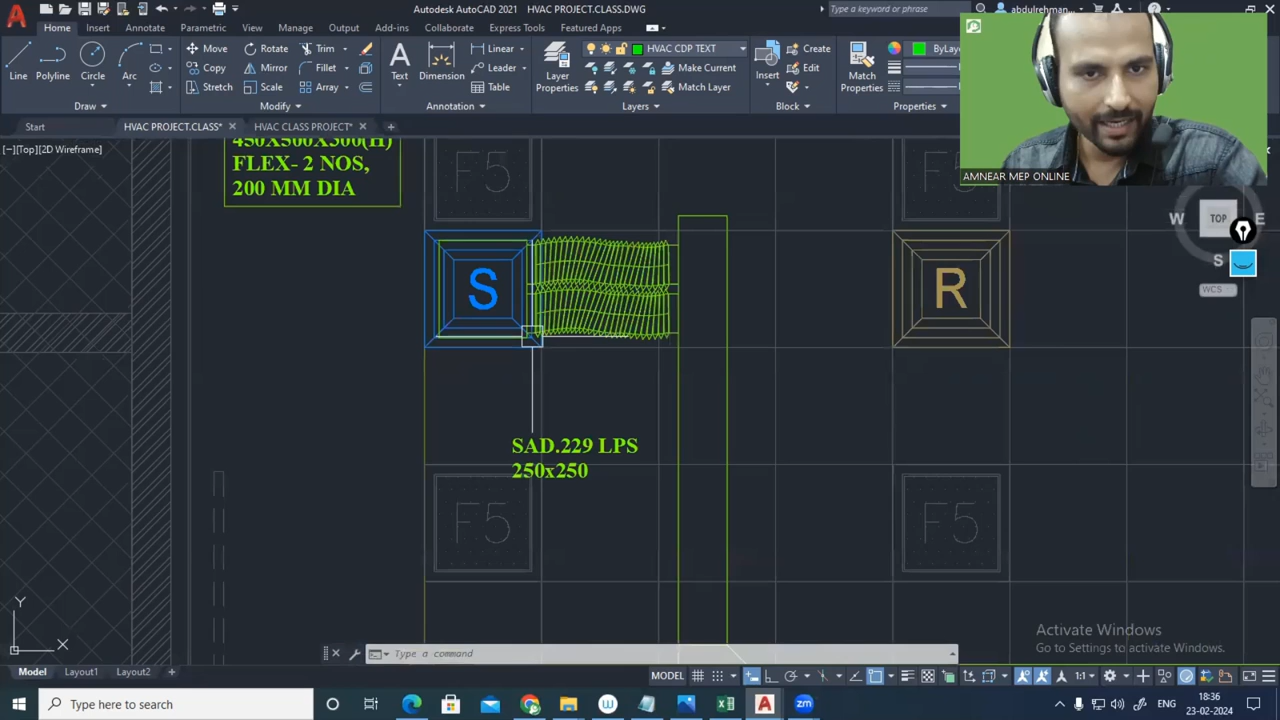 Autodesk AutoCAD 2021 HVAC PROJECT.CLASS.DWG
Type a keyword or phrase
abdulrehman...
Home Insert Annotate Parametric View Manage Output Add-ins Collaborate Express Tools Featured Apps
Line Polyline Circle Arc
Move Rotate Trim
Copy Mirror Fillet
Stretch Scale Array
Text Dimension
Linear
Leader
Table
Layer Properties
HVAC CDP TEXT
Make Current
Match Layer
Insert
Create
Edit
Match Properties
ByLaye
Draw Modify Annotation Layers Block Properties
Start HVAC PROJECT.CLASS* HVAC CLASS PROJECT*
[−][Top][2D Wireframe]
450X500X300(H)
FLEX- 2 NOS,
200 MM DIA
F5
F5
AMNEAR MEP ONLINE
W TOP E
S
WCS
S
R
SAD.229 LPS
250x250
F5
F5
Y
X
Activate Windows
Go to Settings to activate Windows.
Type a command
Model Layout1 Layout2
MODEL
1:1
Type here to search
ENG
18:36
23-02-2024